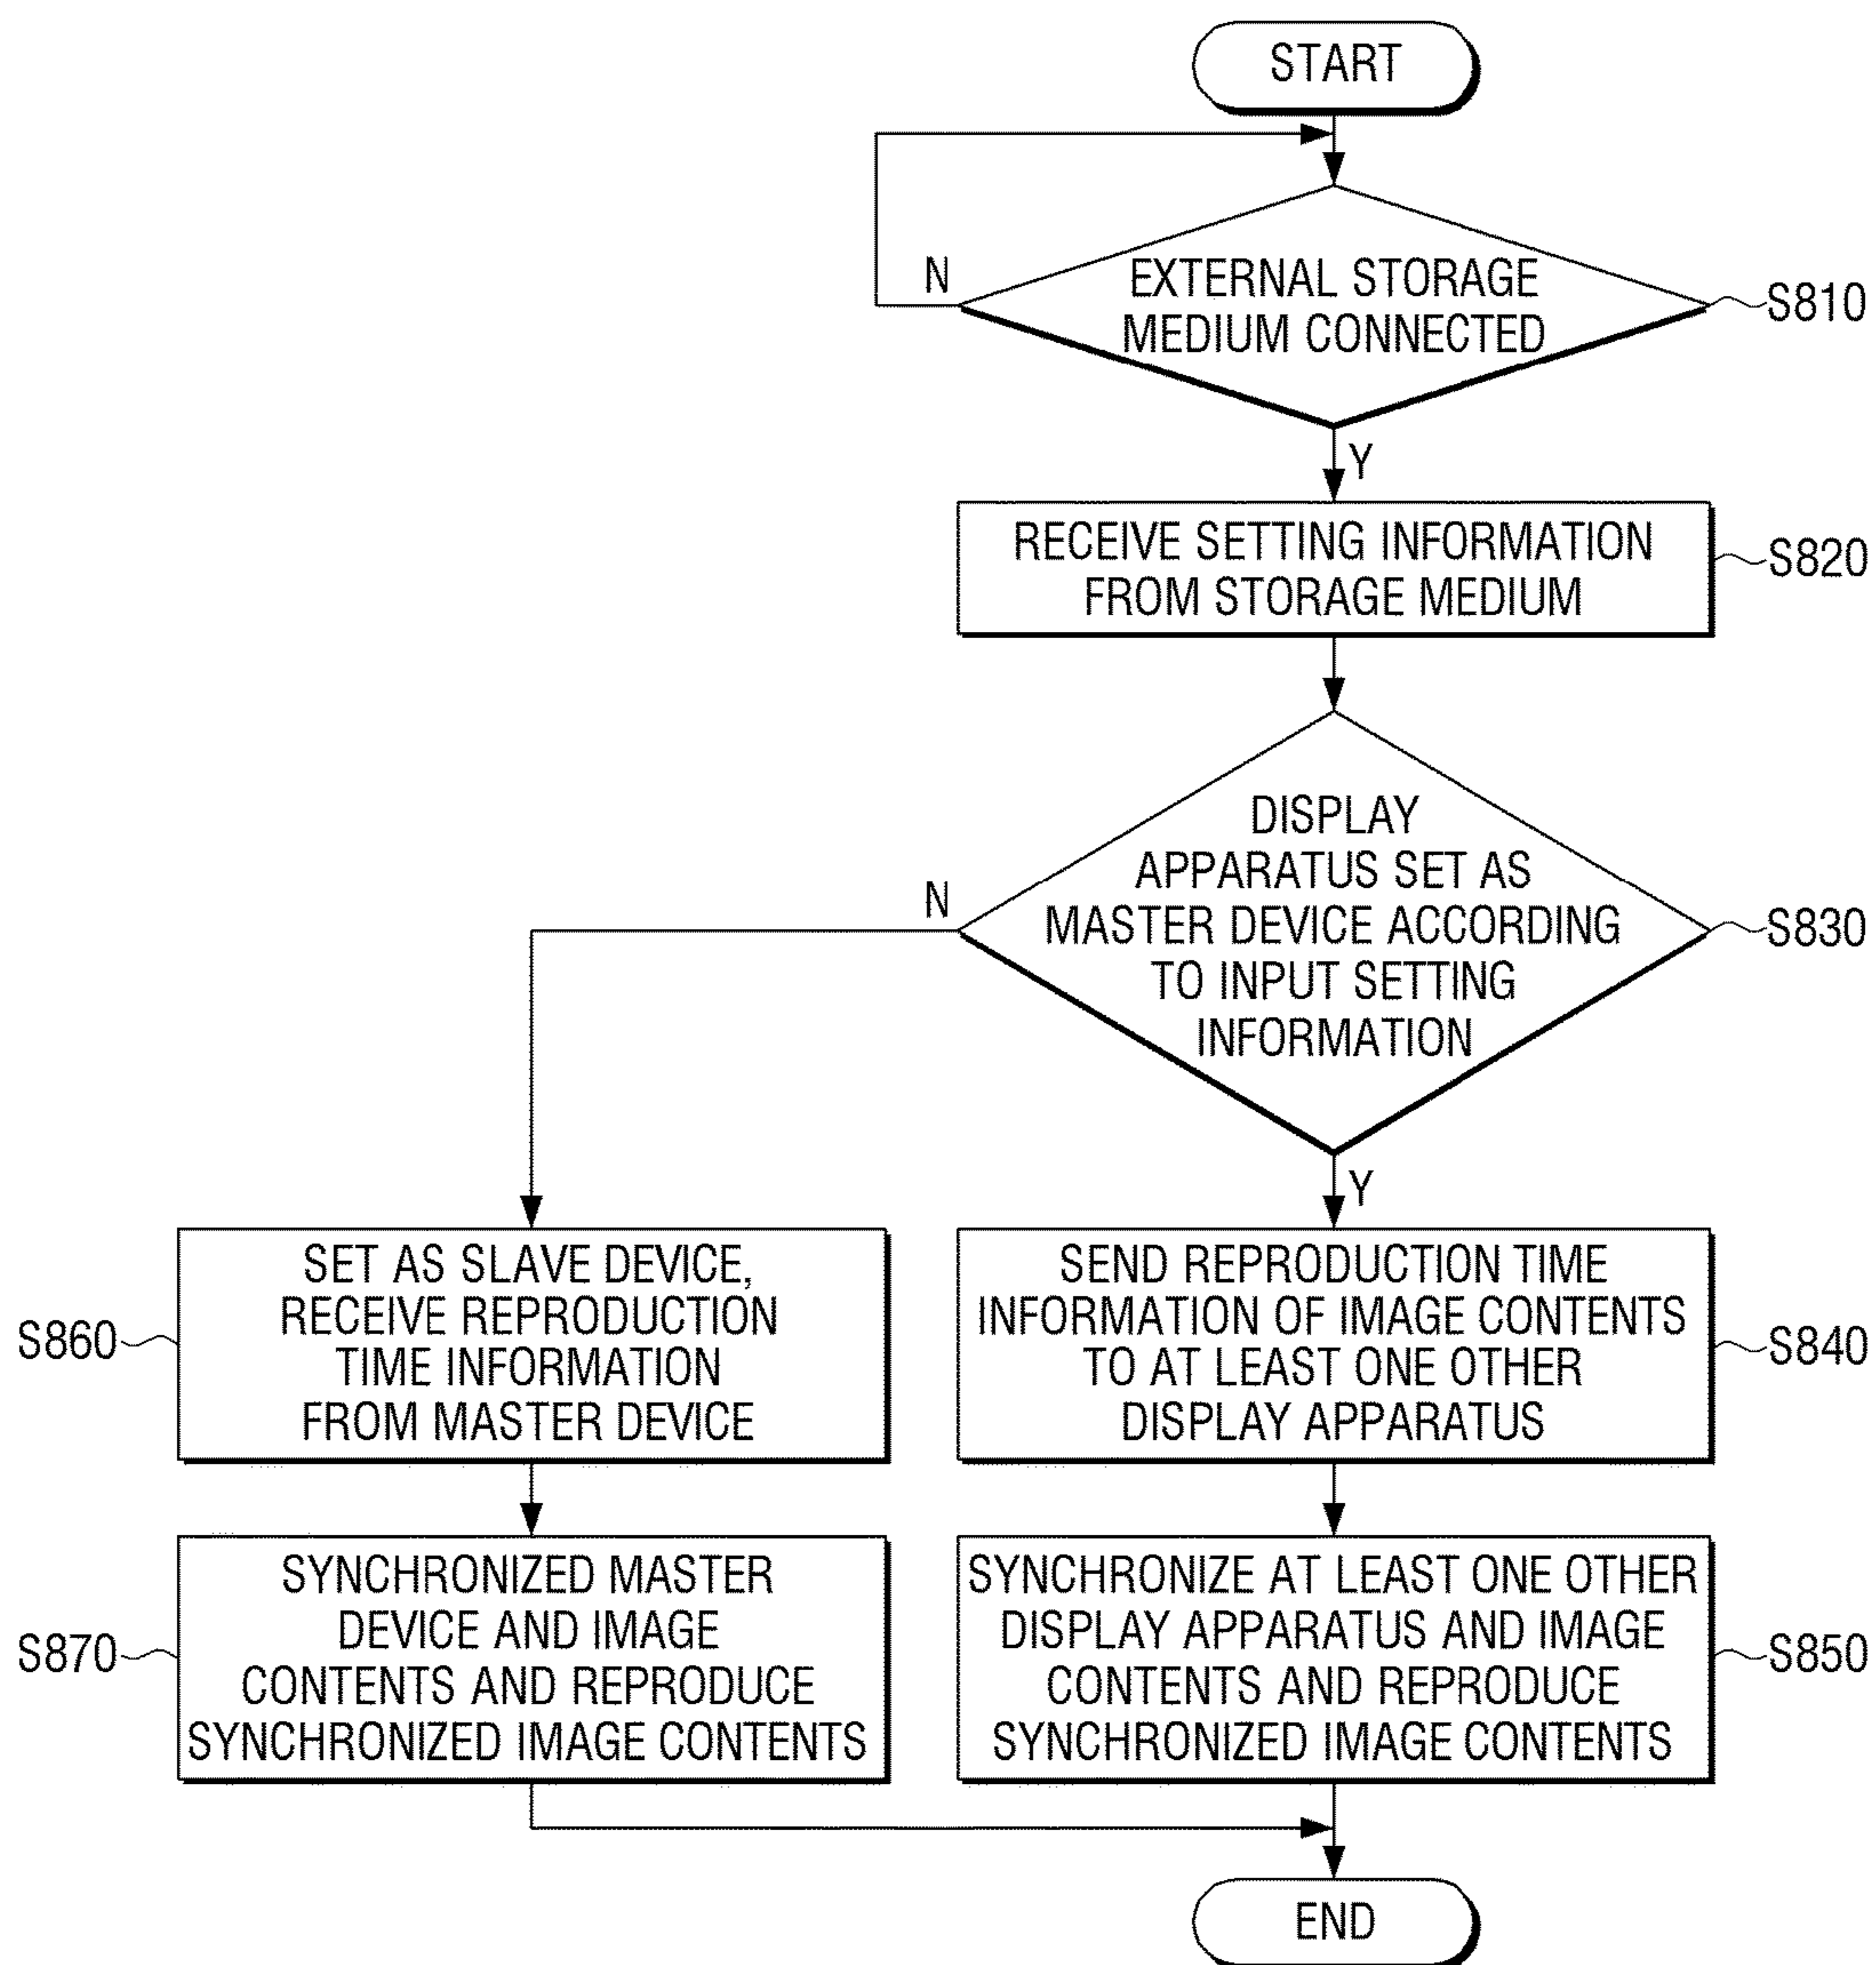 START
N
EXTERNAL STORAGE
MEDIUM CONNECTED
S810
Y
RECEIVE SETTING INFORMATION
FROM STORAGE MEDIUM
S820
DISPLAY
APPARATUS SET AS
MASTER DEVICE ACCORDING
TO INPUT SETTING
INFORMATION
N
S830
Y
SET AS SLAVE DEVICE,
RECEIVE REPRODUCTION
TIME INFORMATION
FROM MASTER DEVICE
S860
SEND REPRODUCTION TIME
INFORMATION OF IMAGE CONTENTS
TO AT LEAST ONE OTHER
DISPLAY APPARATUS
S840
SYNCHRONIZED MASTER
DEVICE AND IMAGE
CONTENTS AND REPRODUCE
SYNCHRONIZED IMAGE CONTENTS
S870
SYNCHRONIZE AT LEAST ONE OTHER
DISPLAY APPARATUS AND IMAGE
CONTENTS AND REPRODUCE
SYNCHRONIZED IMAGE CONTENTS
S850
END